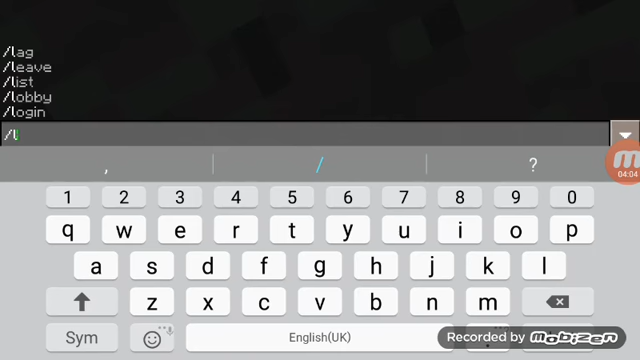 /lag
/leave
/list
/lobby
/login
/l
, / ?
04:04
1 2 3 4 5 6 7 8 9 0
q w e r t y u i o p
a s d f g h j k l
z x c v b n m
Sym English(UK)
Recorded by Mobizen